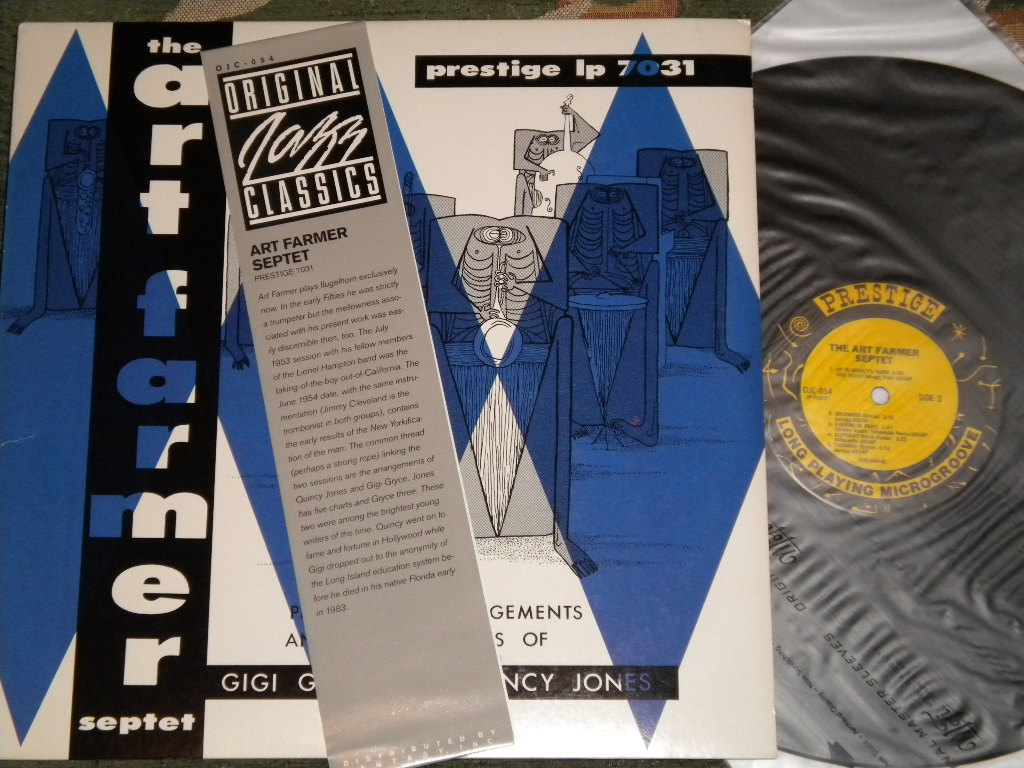 the
art
farmer
septet
prestige lp 7031
OJC-054
ORIGINAL
Jazz
CLASSICS
ART FARMER
SEPTET
PRESTIGE 7031
Art Farmer plays flugelhorn exclusively
now. In the early Fifties he was strictly
a trumpeter but the mellowness asso-
ciated with his present work was eas-
ily discernible then, too. The July
1953 session with his fellow members
of the Lionel Hampton band was the
taking-of-the-boy-out-of-California. The
June 1954 date, with the same instru-
mentation (Jimmy Cleveland is the
trombonist in both groups), contains
the early results of the New Yorkifica-
tion of the man. The common thread
(perhaps a strong rope) linking the
two sessions are the arrangements of
Quincy Jones and Gigi Gryce. Jones
has five charts and Gryce three. These
two were among the brightest young
writers of the time. Quincy went on to
fame and fortune in Hollywood while
Gigi dropped out to the anonymity of
the Long Island education system be-
fore he died in his native Florida early
in 1983.
DISTRIBUTED BY
GEMENTS
S OF
GIGI G
NCY JONES
PRESTIGE
THE ART FARMER
SEPTET
OJC-054
SIDE 2
LONG PLAYING MICROGROOVE